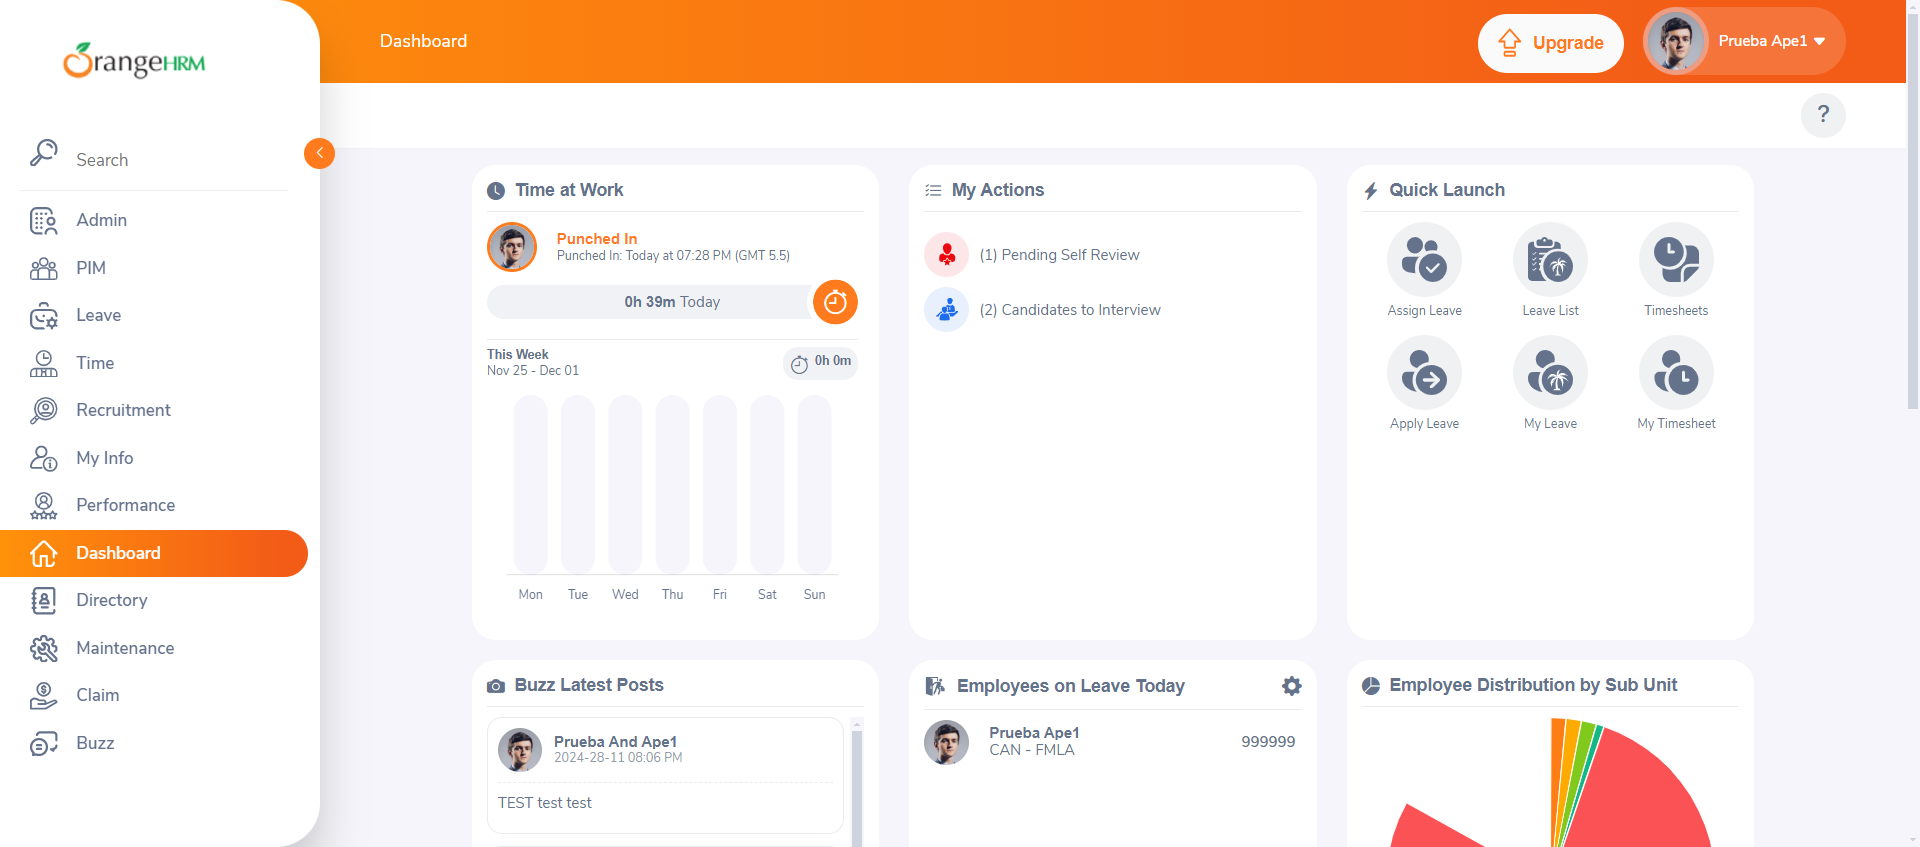 OrangeHRM
Search
Admin
PIM
Leave
Time
Recruitment
My Info
Performance
Dashboard
Directory
Maintenance
Claim
Buzz
Dashboard
Upgrade
Prueba Ape1
?
Time at Work
Punched In
Punched In: Today at 07:28 PM (GMT 5.5)
0h 39m Today
This Week
Nov 25 - Dec 01
0h 0m
Mon Tue Wed Thu Fri Sat Sun
My Actions
(1) Pending Self Review
(2) Candidates to Interview
Quick Launch
Assign Leave Leave List Timesheets
Apply Leave My Leave My Timesheet
Buzz Latest Posts
Prueba And Ape1
2024-28-11 08:06 PM
TEST test test
Employees on Leave Today
Prueba Ape1
CAN - FMLA
999999
Employee Distribution by Sub Unit